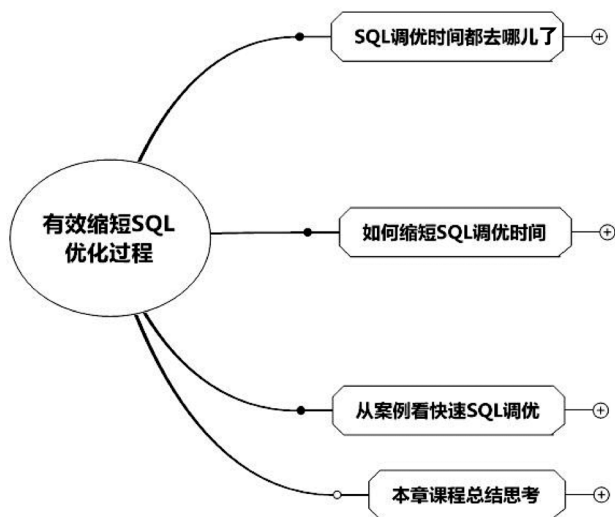 SQL调优时间都去哪儿了
有效缩短SQL
优化过程
如何缩短SQL调优时间
从案例看快速SQL调优
本章课程总结思考